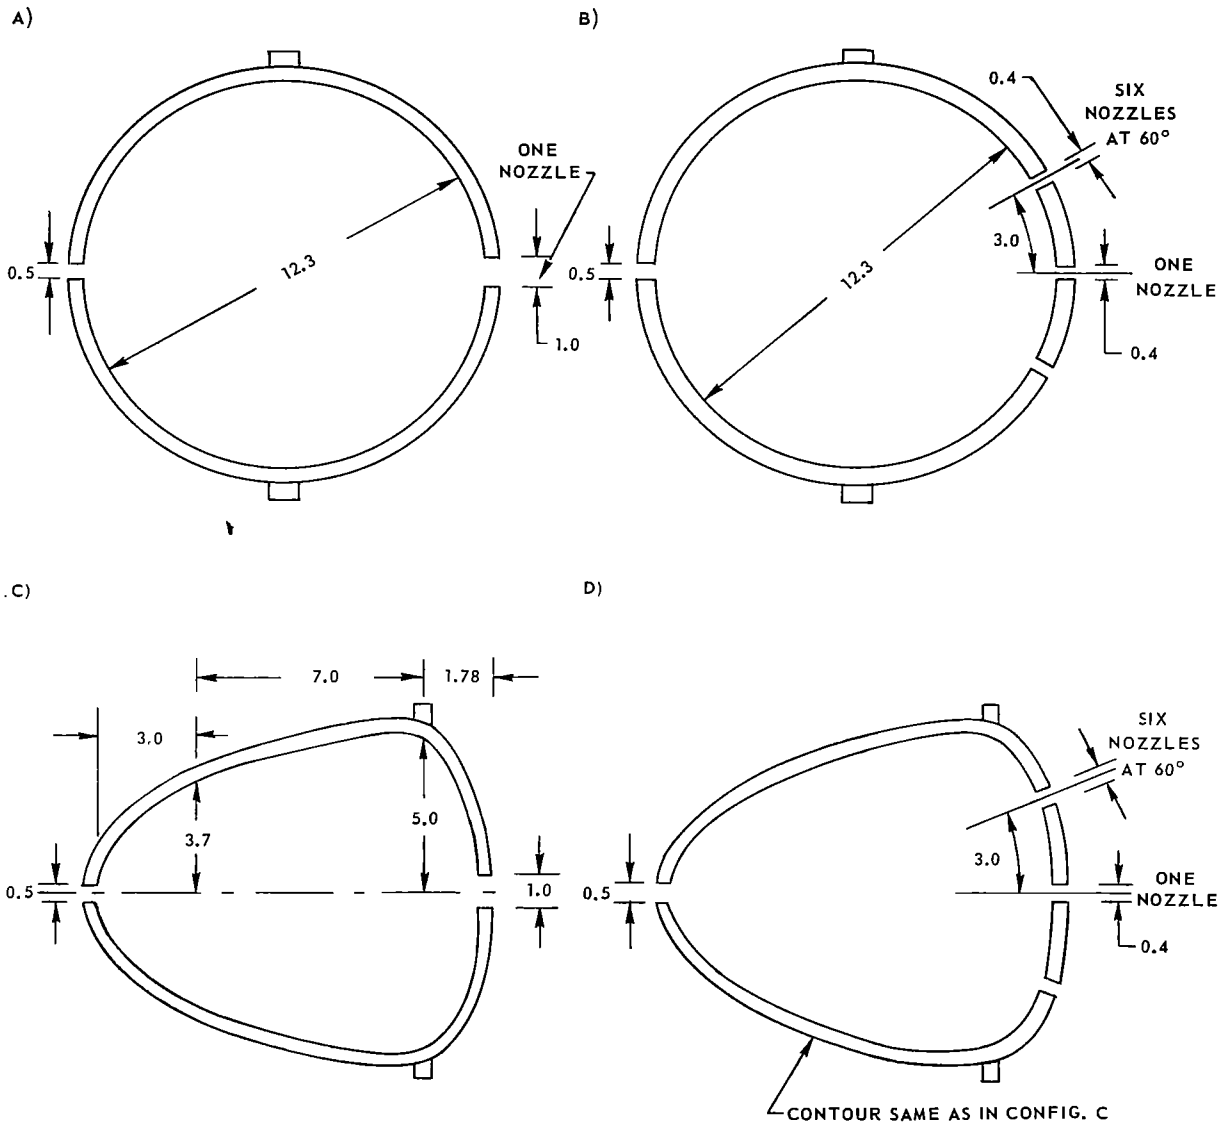 A)
ONE
NOZZLE
0.5
12.3
1.0
B)
0.4
SIX
NOZZLES
AT 60°
3.0
0.5
12.3
ONE
NOZZLE
0.4
.C)
7.0
1.78
3.0
3.7
5.0
0.5
1.0
D)
SIX
NOZZLES
AT 60°
3.0
0.5
ONE
NOZZLE
0.4
CONTOUR SAME AS IN CONFIG. C